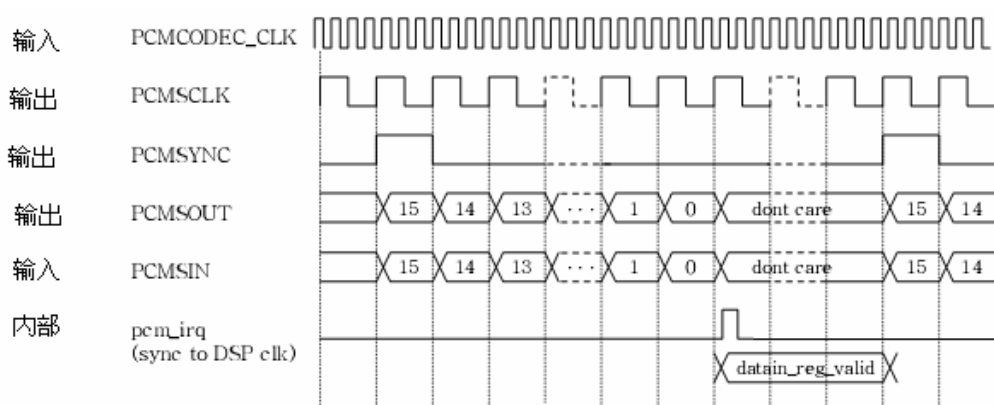 输入 PCMCODEC_CLK
输出 PCMSCLK
输出 PCMSYNC
输出 PCMSOUT 15 14 13 ··· 1 0 dont care 15 14
输入 PCMSIN 15 14 13 ··· 1 0 dont care 15 14
内部 pcm_irq
(sync to DSP clk)
datain_reg_valid